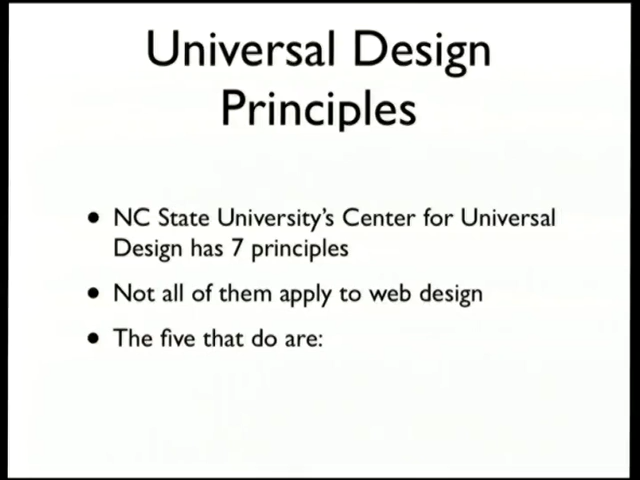 Universal Design
Principles
• NC State University's Center for Universal
Design has 7 principles
• Not all of them apply to web design
• The five that do are: